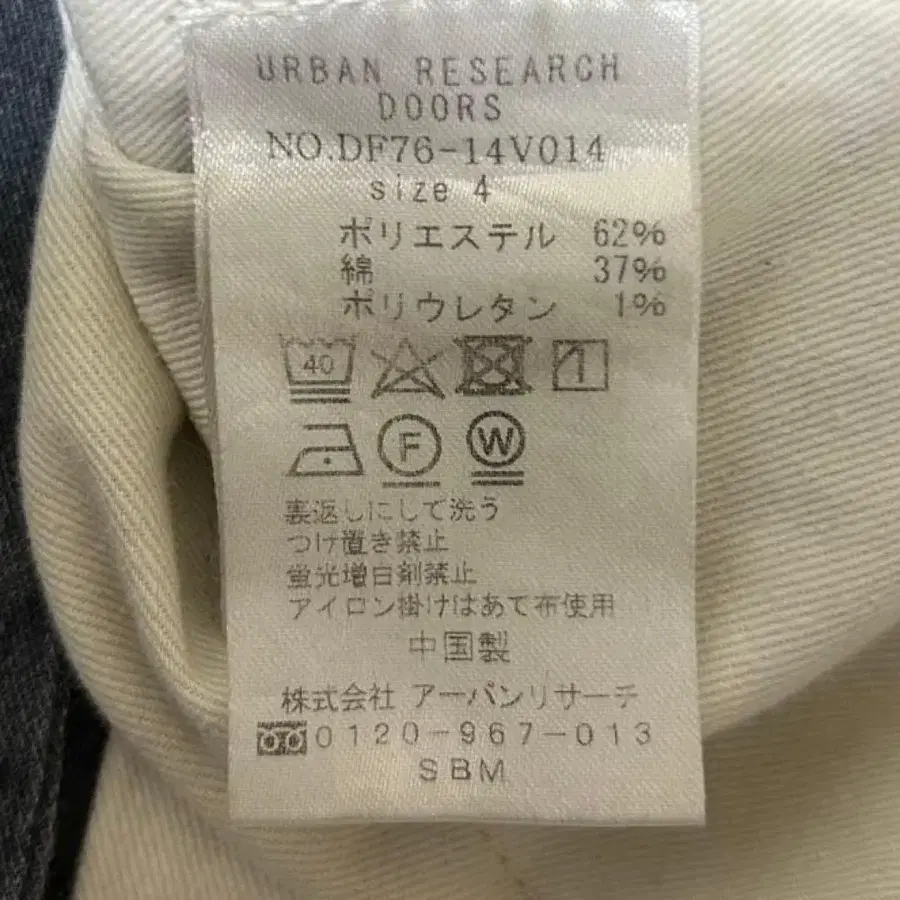 URBAN RESEARCH
DOORS
NO.DF76-14V014
size 4
ポリエステル 62%
綿 37%
ポリウレタン 1%
40
F W
裏返しにして洗う
つけ置き禁止
蛍光増白剤禁止
アイロン掛けはあて布使用
中国製
株式会社 アーバンリサーチ
0120-967-013
SBM